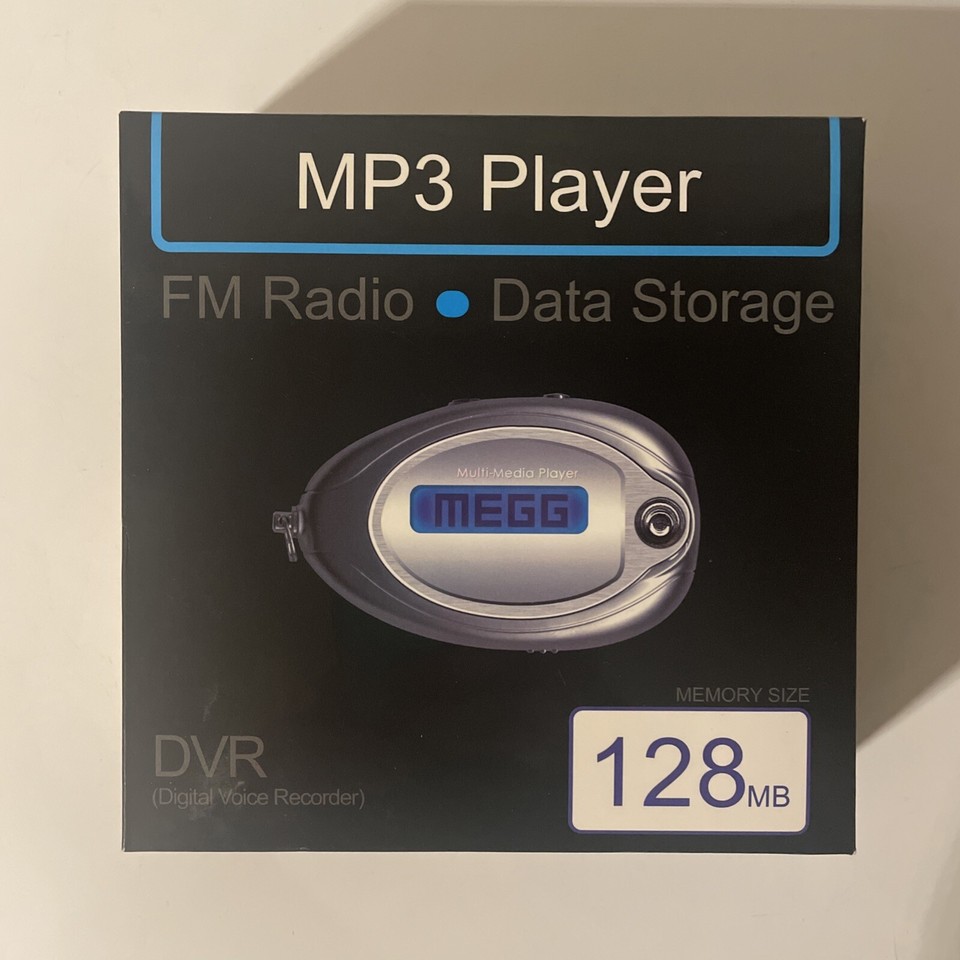 MP3 Player
FM Radio • Data Storage
Multi-Media Player
MEGG
MEMORY SIZE
128MB
DVR
(Digital Voice Recorder)